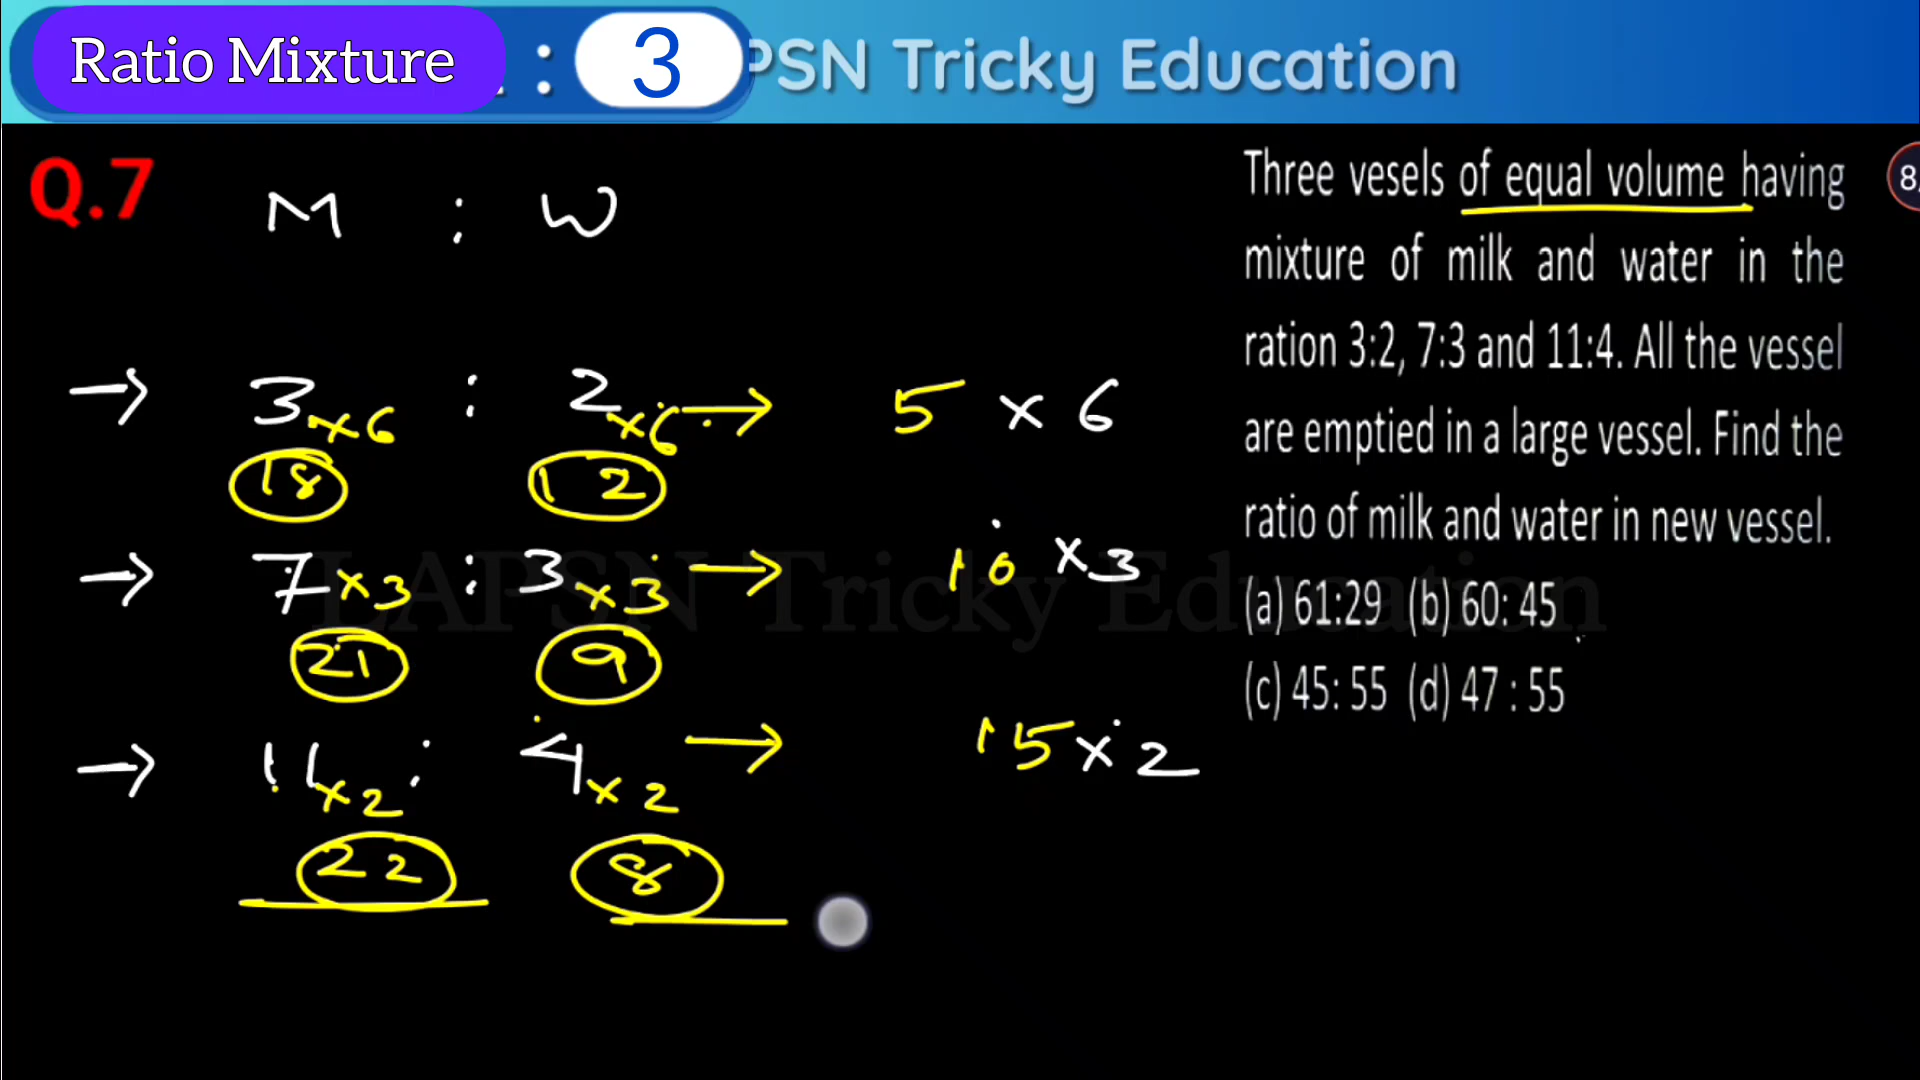 Ratio Mixture : 3 PSN Tricky Education
Q.7
M : W
3 ×6 : 2 ×6 → 5 × 6
18 12
→ 7 ×3 : 3 ×3 → 10 ×3
21 9
→ 11 ×2 : 4 ×2 → 15 × 2
22 8
Three vesels of equal volume having
mixture of milk and water in the
ration 3:2, 7:3 and 11:4. All the vessel
are emptied in a large vessel. Find the
ratio of milk and water in new vessel.
(a) 61:29 (b) 60: 45
(c) 45: 55 (d) 47 : 55
LAPSN Tricky Education
8